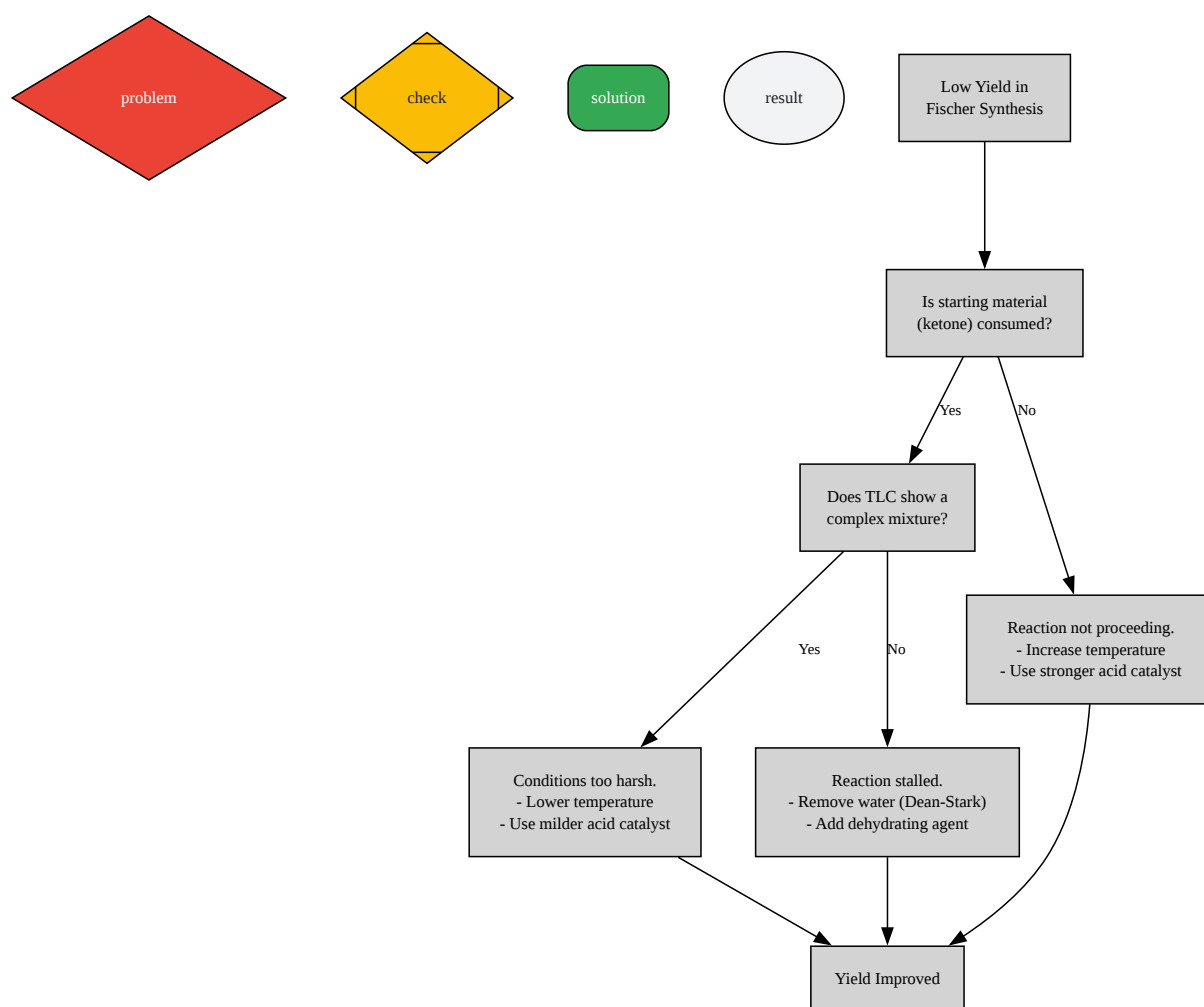 problem
check
solution
result
Low Yield in
Fischer Synthesis
Is starting material
(ketone) consumed?
Yes
No
Does TLC show a
complex mixture?
Yes
No
Reaction not proceeding.
- Increase temperature
- Use stronger acid catalyst
Conditions too harsh.
- Lower temperature
- Use milder acid catalyst
Reaction stalled.
- Remove water (Dean-Stark)
- Add dehydrating agent
Yield Improved